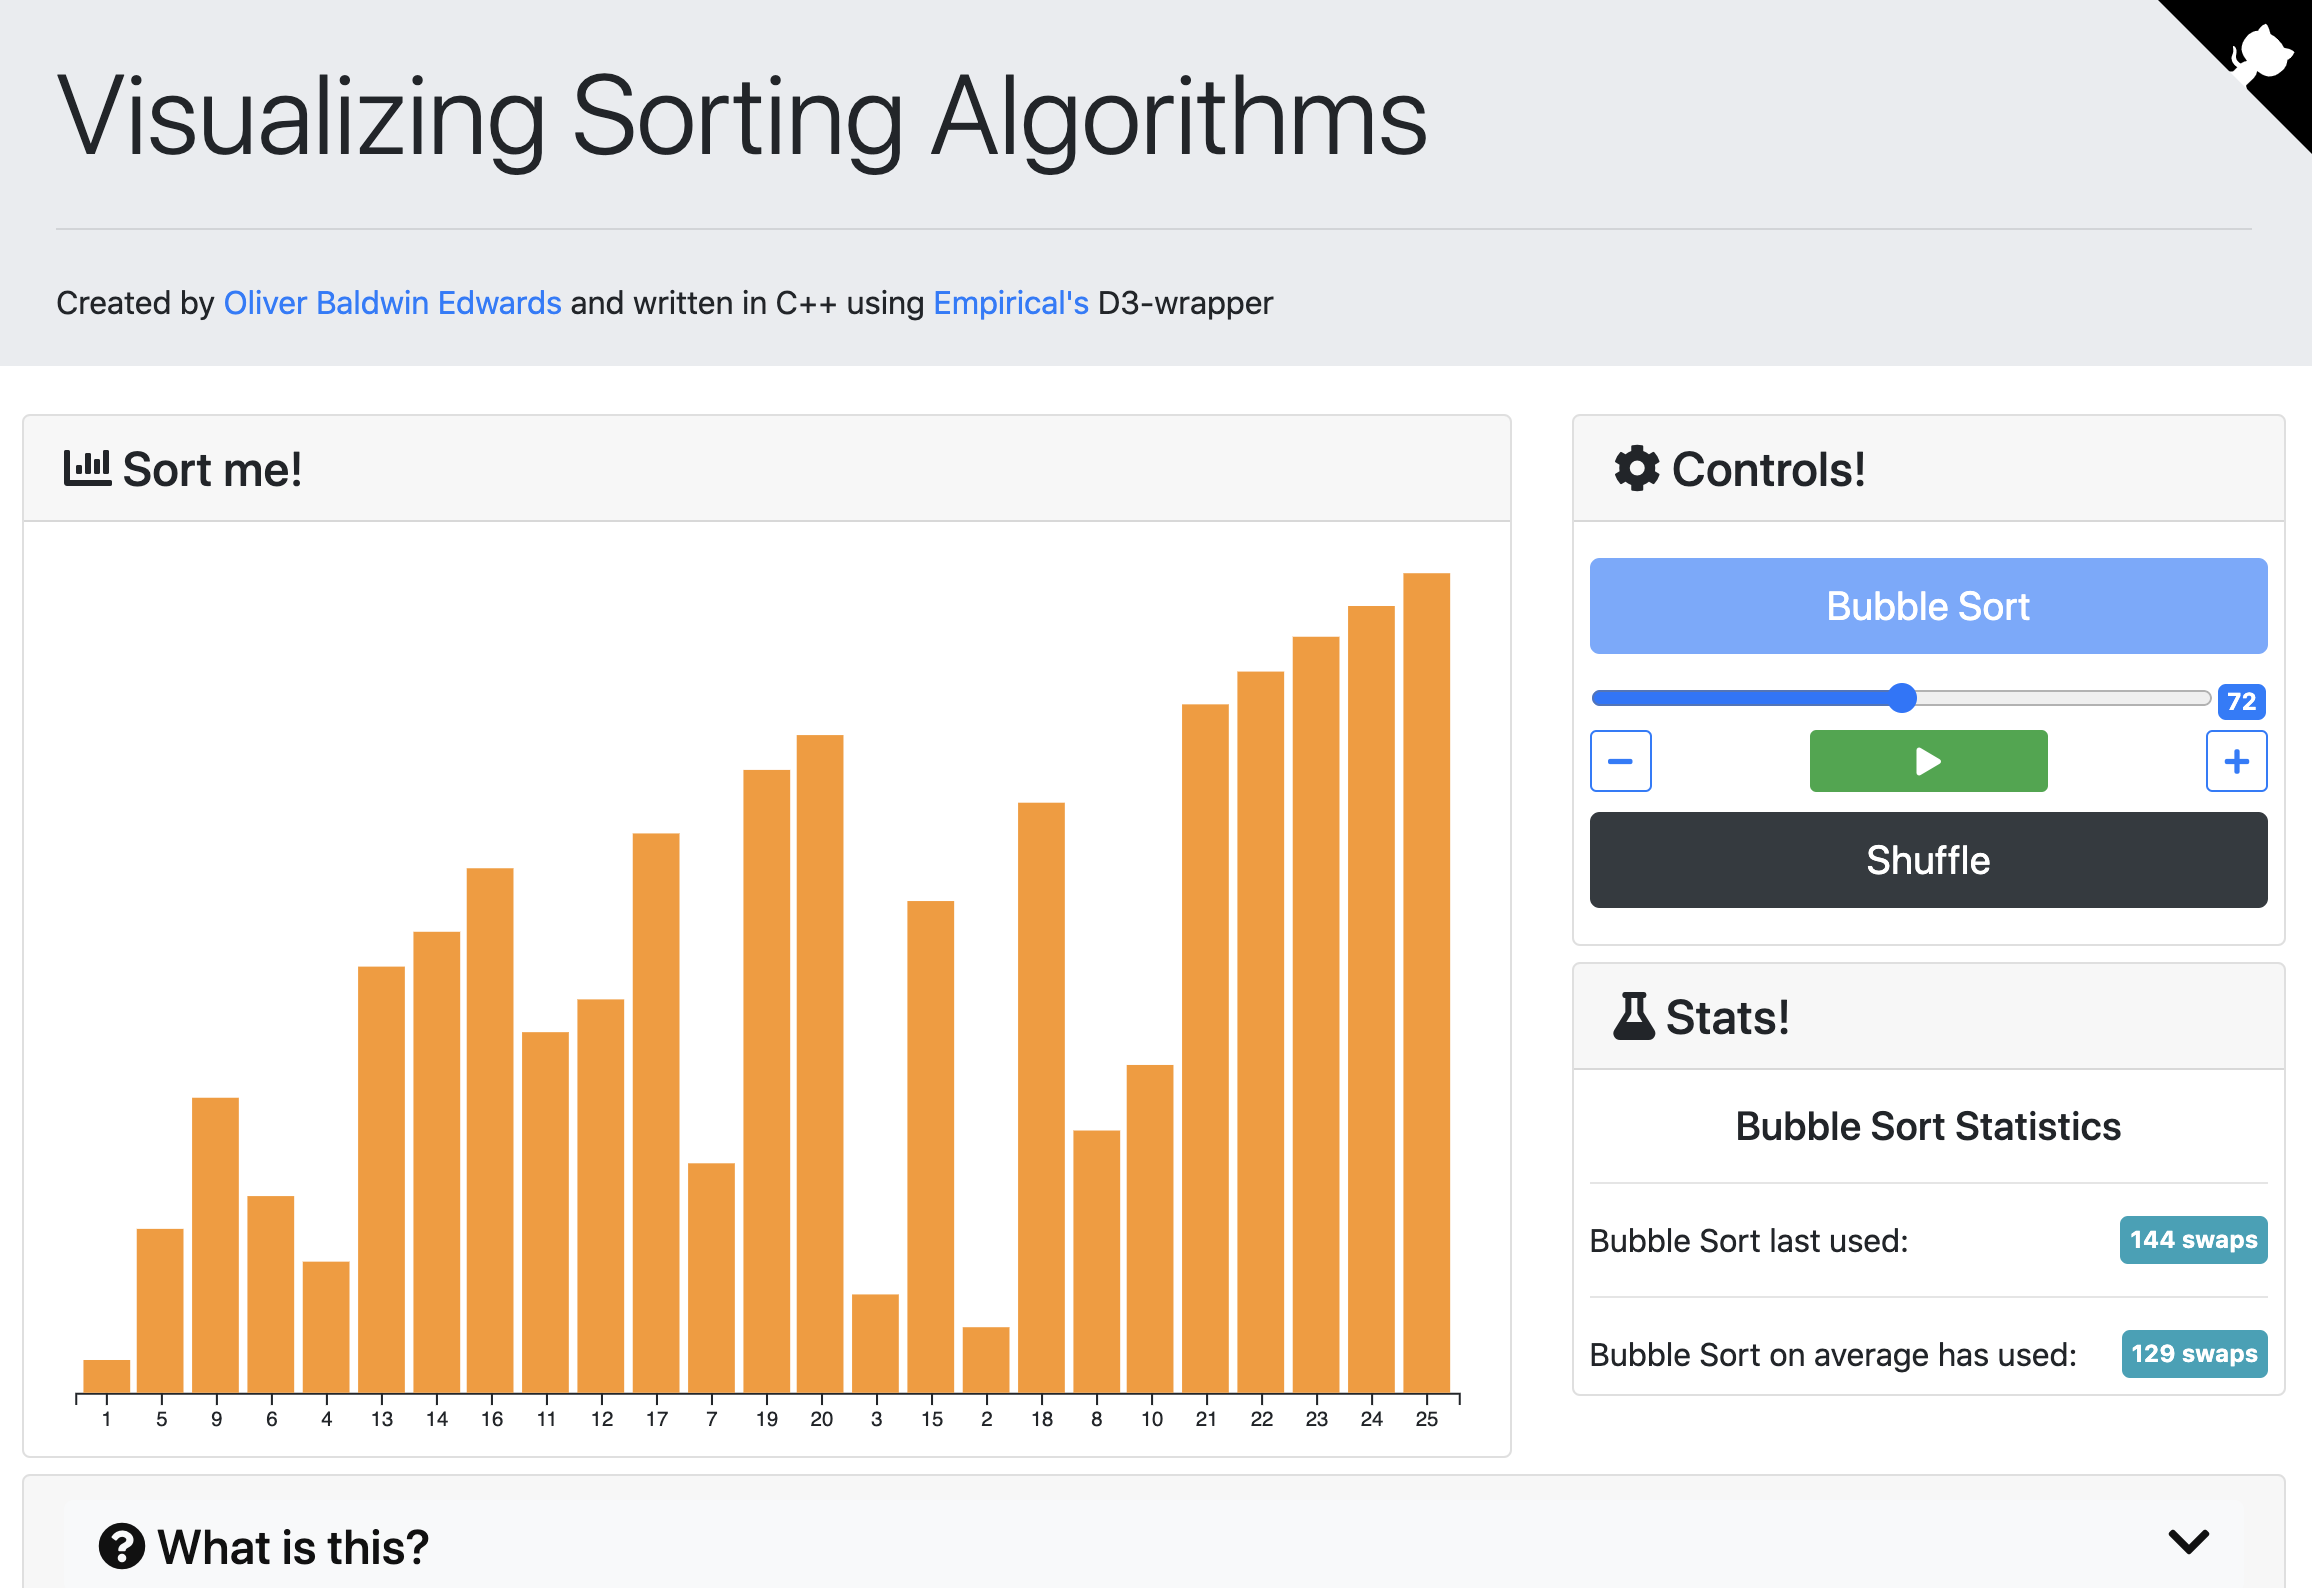 Visualizing Sorting Algorithms
Created by Oliver Baldwin Edwards and written in C++ using Empirical's D3-wrapper
Sort me!
1 5 9 6 4 13 14 16 11 12 17 7 19 20 3 15 2 18 8 10 21 22 23 24 25
Controls!
Bubble Sort
72
Shuffle
Stats!
Bubble Sort Statistics
Bubble Sort last used: 144 swaps
Bubble Sort on average has used: 129 swaps
What is this?